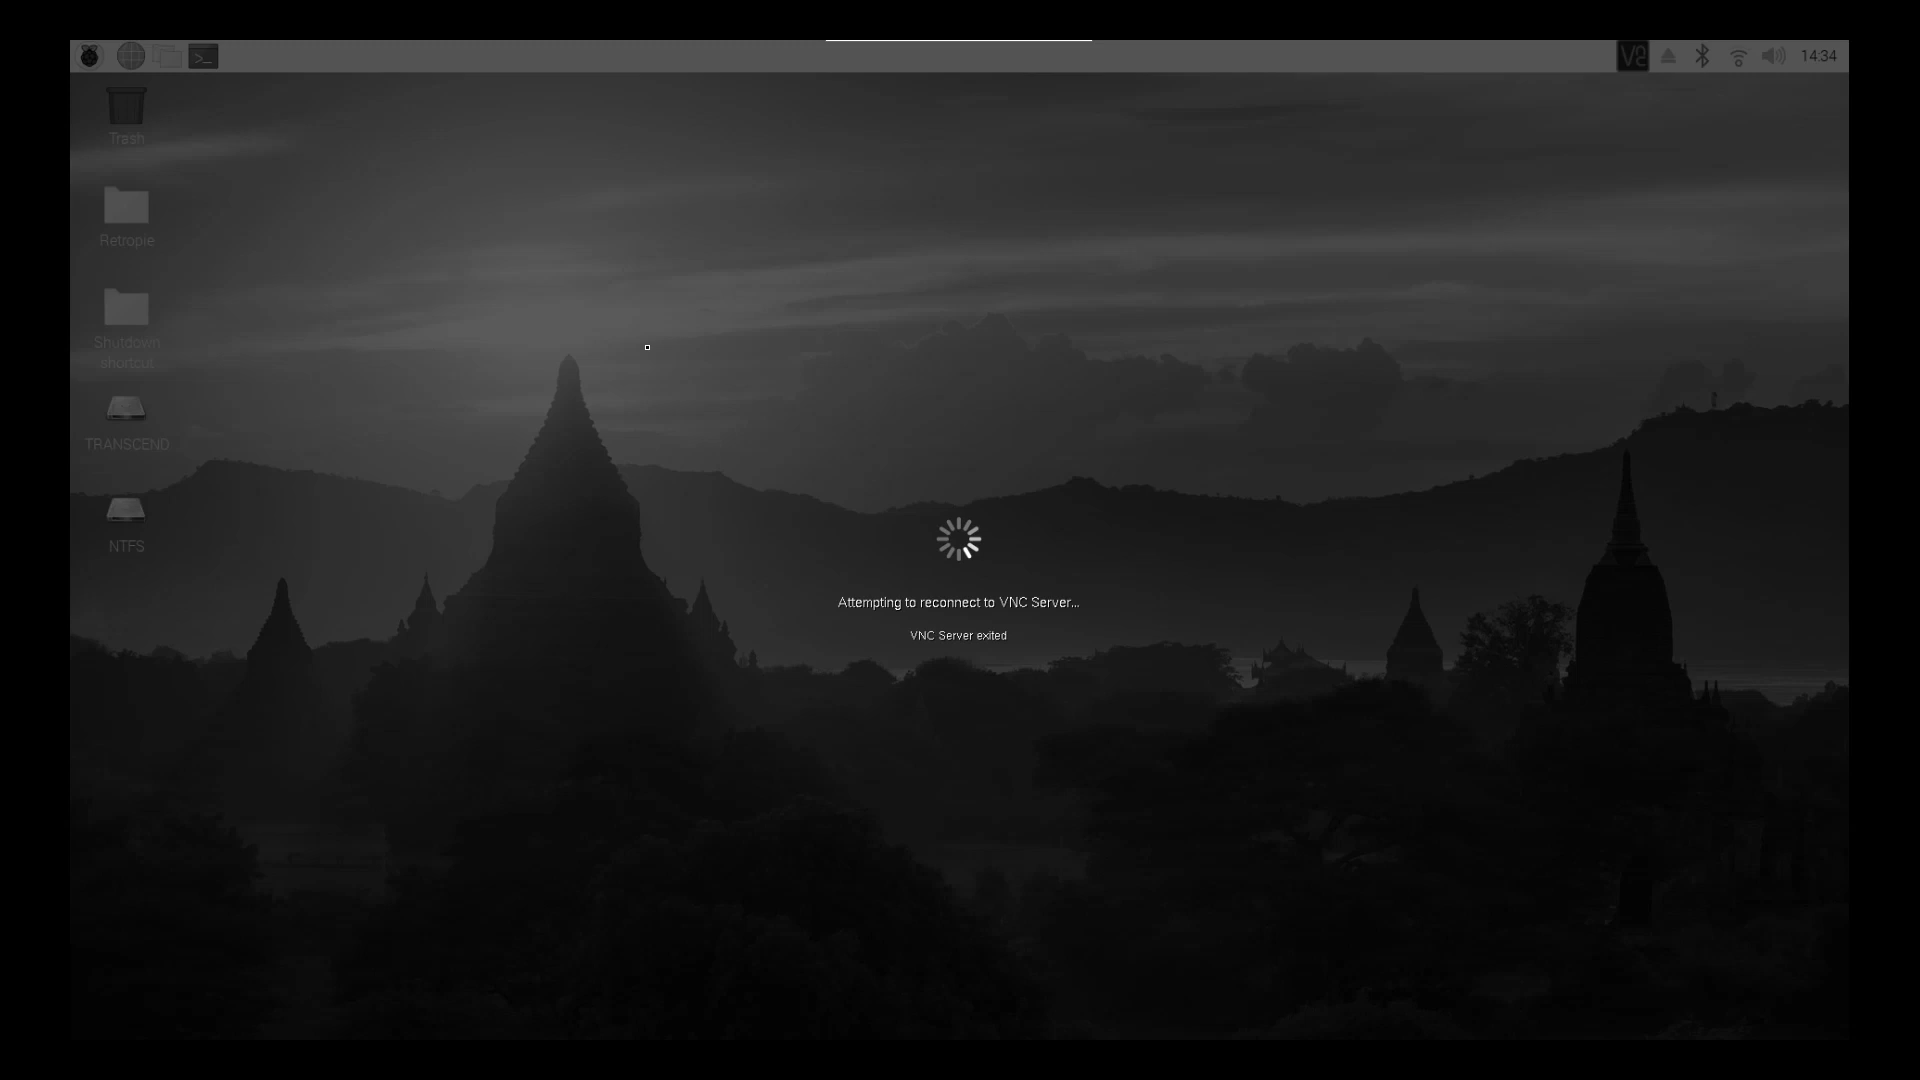 14:34
Trash
Retropie
Shutdown
shortcut
TRANSCEND
NTFS
Attempting to reconnect to VNC Server...
VNC Server exited